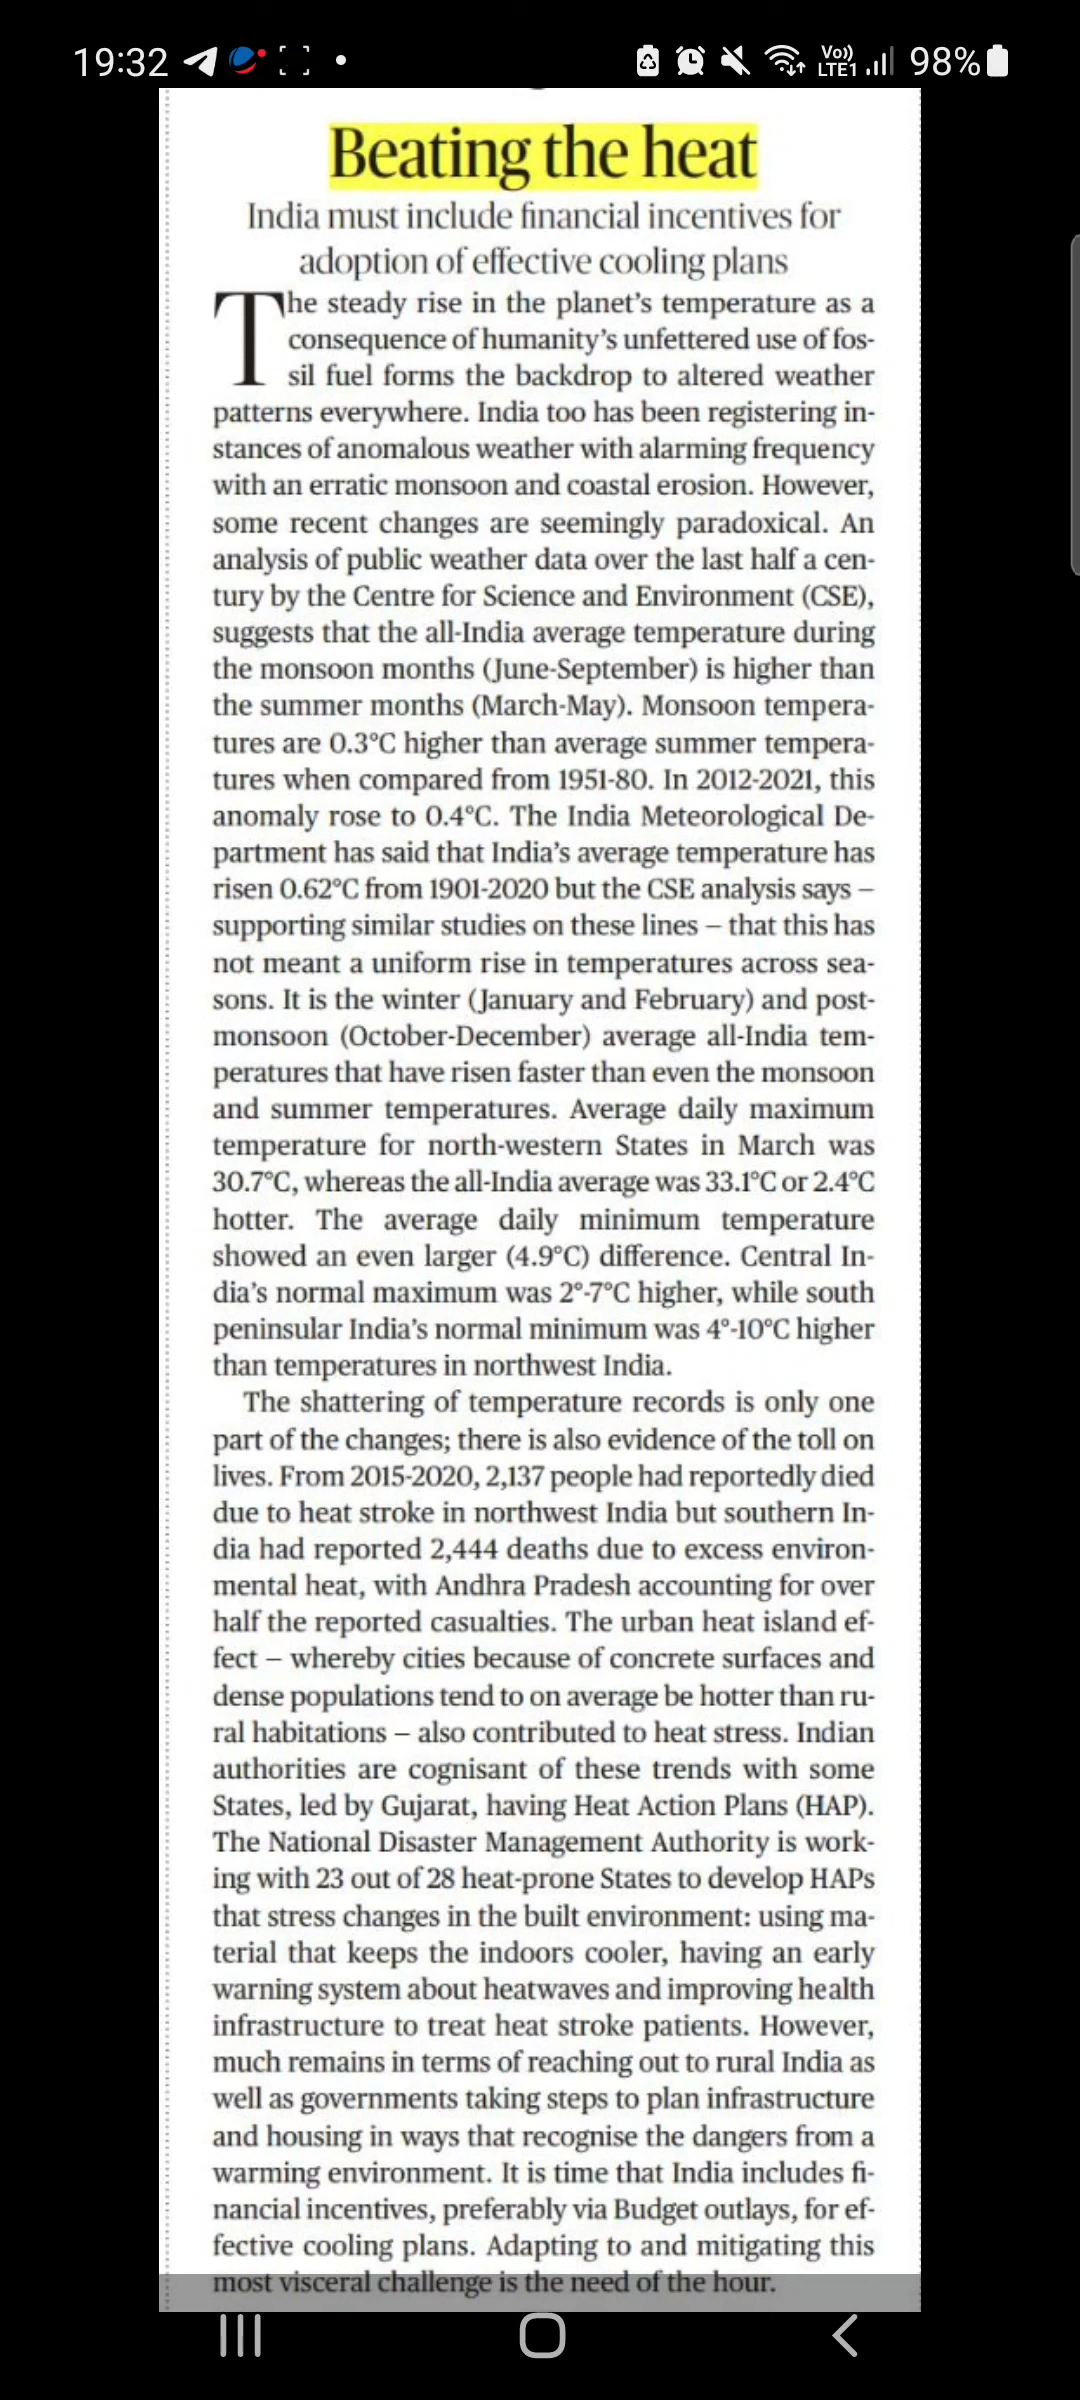 19:32
Vo))
LTE1
98%
Beating the heat
India must include financial incentives for
adoption of effective cooling plans
The steady rise in the planet's temperature as a
consequence of humanity's unfettered use of fos-
sil fuel forms the backdrop to altered weather
patterns everywhere. India too has been registering in-
stances of anomalous weather with alarming frequency
with an erratic monsoon and coastal erosion. However,
some recent changes are seemingly paradoxical. An
analysis of public weather data over the last half a cen-
tury by the Centre for Science and Environment (CSE),
suggests that the all-India average temperature during
the monsoon months (June-September) is higher than
the summer months (March-May). Monsoon tempera-
tures are 0.3°C higher than average summer tempera-
tures when compared from 1951-80. In 2012-2021, this
anomaly rose to 0.4°C. The India Meteorological De-
partment has said that India's average temperature has
risen 0.62°C from 1901-2020 but the CSE analysis says –
supporting similar studies on these lines – that this has
not meant a uniform rise in temperatures across sea-
sons. It is the winter (January and February) and post-
monsoon (October-December) average all-India tem-
peratures that have risen faster than even the monsoon
and summer temperatures. Average daily maximum
temperature for north-western States in March was
30.7°C, whereas the all-India average was 33.1°C or 2.4°C
hotter. The average daily minimum temperature
showed an even larger (4.9°C) difference. Central In-
dia's normal maximum was 2°-7°C higher, while south
peninsular India's normal minimum was 4°-10°C higher
than temperatures in northwest India.
The shattering of temperature records is only one
part of the changes; there is also evidence of the toll on
lives. From 2015-2020, 2,137 people had reportedly died
due to heat stroke in northwest India but southern In-
dia had reported 2,444 deaths due to excess environ-
mental heat, with Andhra Pradesh accounting for over
half the reported casualties. The urban heat island ef-
fect – whereby cities because of concrete surfaces and
dense populations tend to on average be hotter than ru-
ral habitations – also contributed to heat stress. Indian
authorities are cognisant of these trends with some
States, led by Gujarat, having Heat Action Plans (HAP).
The National Disaster Management Authority is work-
ing with 23 out of 28 heat-prone States to develop HAPs
that stress changes in the built environment: using ma-
terial that keeps the indoors cooler, having an early
warning system about heatwaves and improving health
infrastructure to treat heat stroke patients. However,
much remains in terms of reaching out to rural India as
well as governments taking steps to plan infrastructure
and housing in ways that recognise the dangers from a
warming environment. It is time that India includes fi-
nancial incentives, preferably via Budget outlays, for ef-
fective cooling plans. Adapting to and mitigating this
most visceral challenge is the need of the hour.